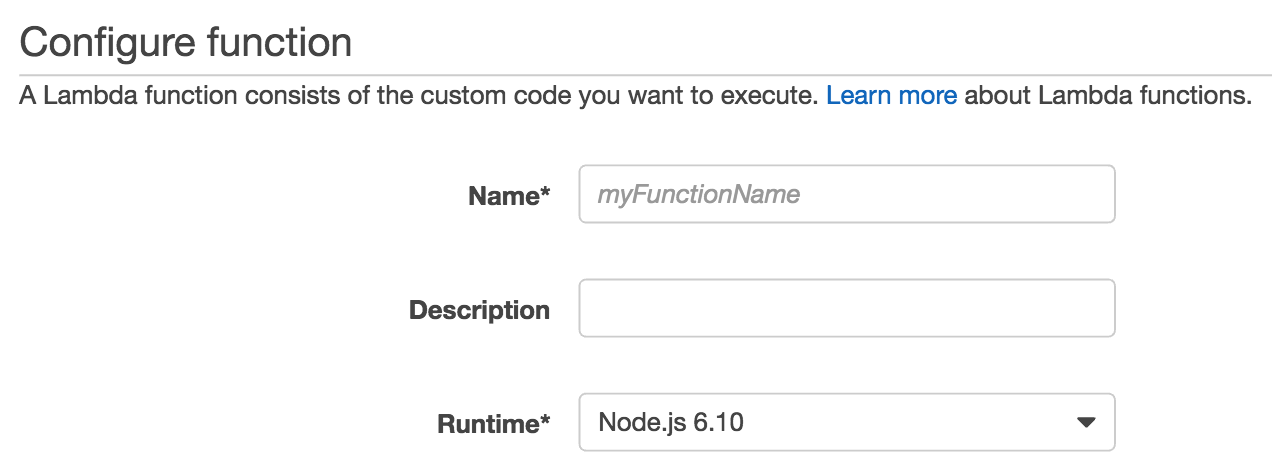 Configure function
A Lambda function consists of the custom code you want to execute. Learn more about Lambda functions.
Name* myFunctionName
Description
Runtime* Node.js 6.10